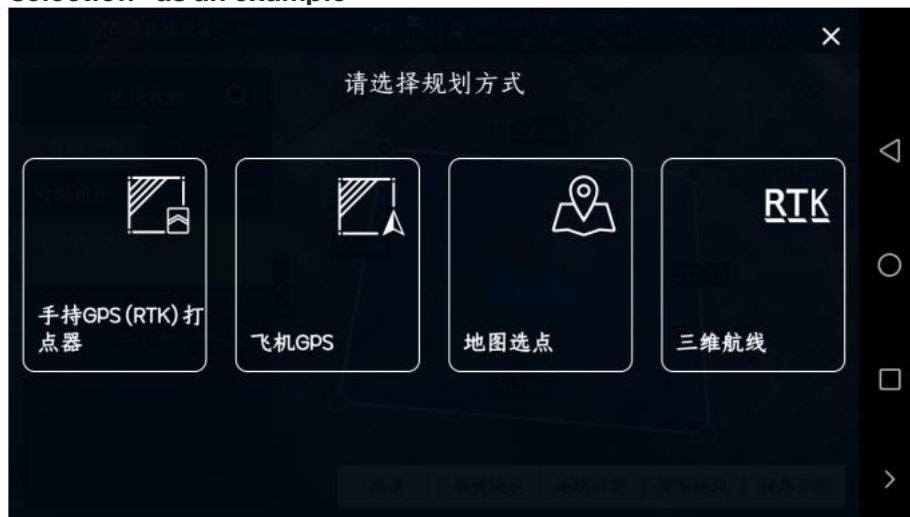 selection" as an example
请选择规划方式
RTK
手持GPS(RTK)打
点器
飞机GPS
地图选点
三维航线